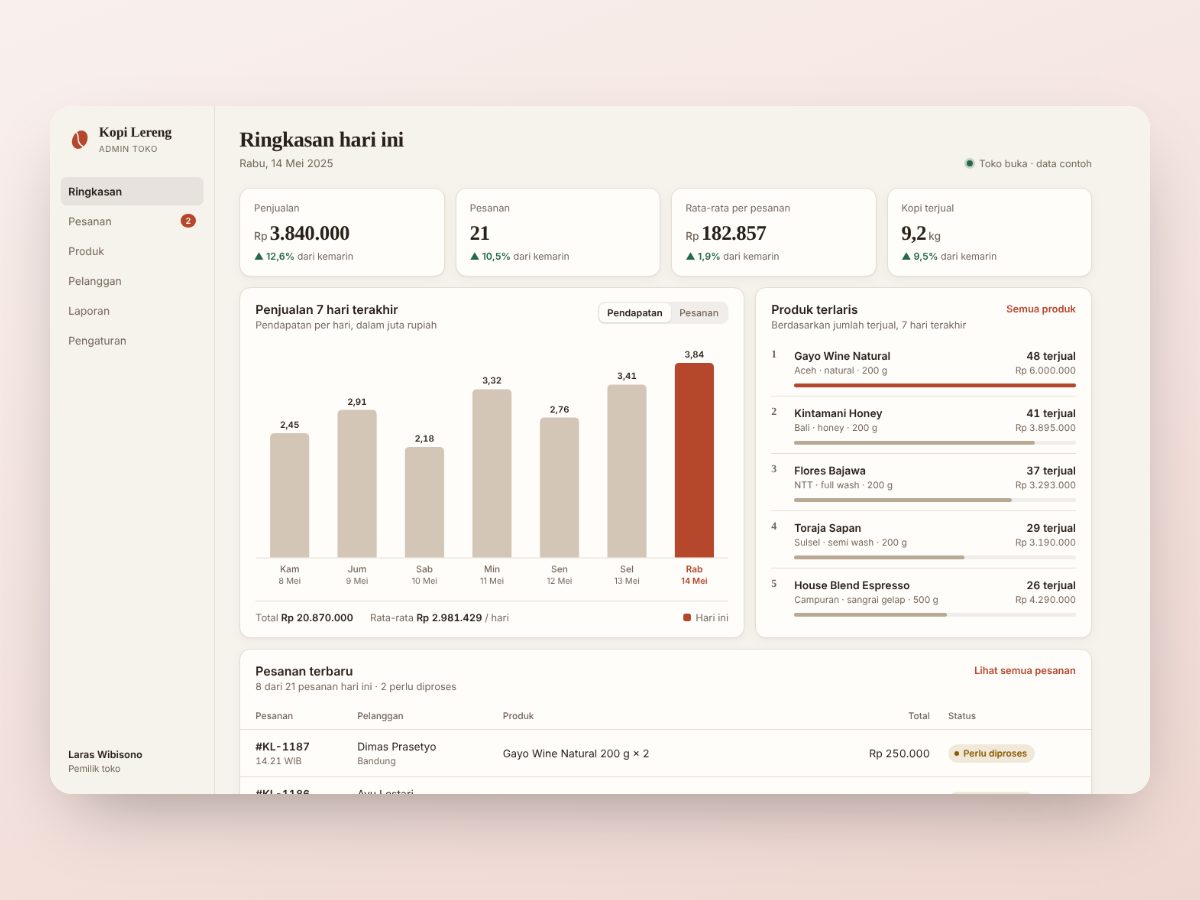 Kopi Lereng
ADMIN TOKO
Ringkasan
Pesanan 2
Produk
Pelanggan
Laporan
Pengaturan
Laras Wibisono
Pemilik toko
Ringkasan hari ini
Rabu, 14 Mei 2025
Toko buka · data contoh
Penjualan
Rp 3.840.000
▲ 12,6% dari kemarin
Pesanan
21
▲ 10,5% dari kemarin
Rata-rata per pesanan
Rp 182.857
▲ 1,9% dari kemarin
Kopi terjual
9,2 kg
▲ 9,5% dari kemarin
Penjualan 7 hari terakhir
Pendapatan per hari, dalam juta rupiah
Pendapatan Pesanan
2,45
2,91
2,18
3,32
2,76
3,41
3,84
Kam
8 Mei
Jum
9 Mei
Sab
10 Mei
Min
11 Mei
Sen
12 Mei
Sel
13 Mei
Rab
14 Mei
Total Rp 20.870.000 Rata-rata Rp 2.981.429 / hari
Hari ini
Produk terlaris
Berdasarkan jumlah terjual, 7 hari terakhir
Semua produk
1 Gayo Wine Natural 48 terjual
Aceh · natural · 200 g Rp 6.000.000
2 Kintamani Honey 41 terjual
Bali · honey · 200 g Rp 3.895.000
3 Flores Bajawa 37 terjual
NTT · full wash · 200 g Rp 3.293.000
4 Toraja Sapan 29 terjual
Sulsel · semi wash · 200 g Rp 3.190.000
5 House Blend Espresso 26 terjual
Campuran · sangrai gelap · 500 g Rp 4.290.000
Pesanan terbaru
8 dari 21 pesanan hari ini · 2 perlu diproses
Lihat semua pesanan
Pesanan Pelanggan Produk Total Status
#KL-1187 Dimas Prasetyo Gayo Wine Natural 200 g × 2 Rp 250.000 Perlu diproses
14.21 WIB Bandung
#KL-1186 Ayu Lestari